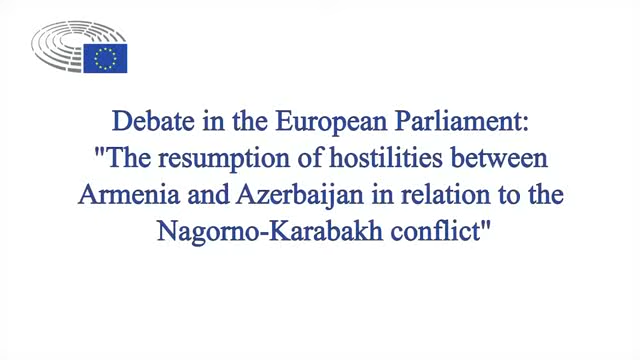 Debate in the European Parliament:
"The resumption of hostilities between
Armenia and Azerbaijan in relation to the
Nagorno-Karabakh conflict"